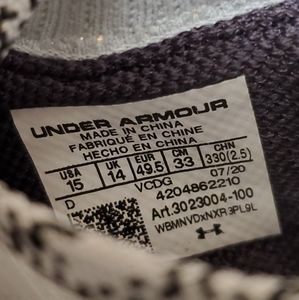 UNDER ARMOUR
MADE IN CHINA
FABRIQUÉ EN CHINE
HECHO EN CHINA
USA UK EUR CM CHN
15 14 49.5 33 330(2.5)
D VCDG 07/20
4204862210
Art.3023004-100
WBMNVDxNXR3PL9L